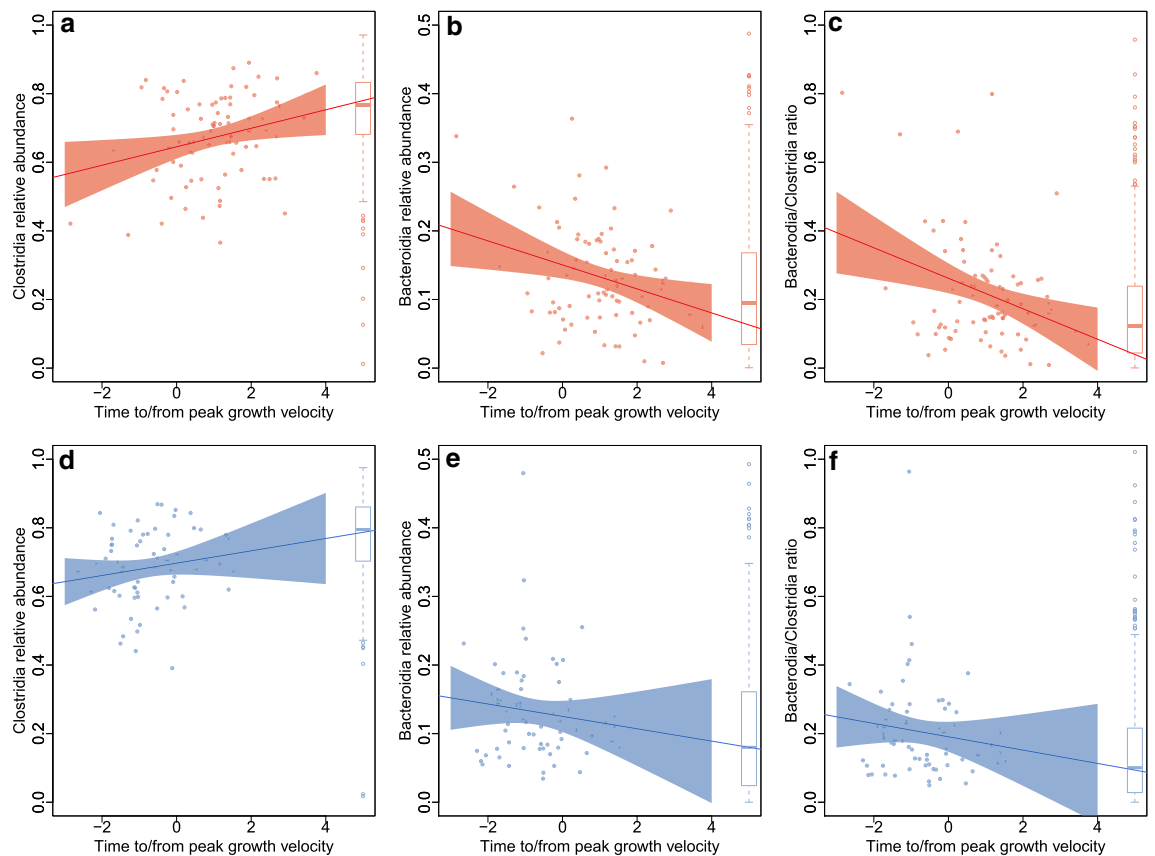 a
Clostridia relative abundance
1.0
0.8
0.6
0.4
0.2
0.0
−2 0 2 4
Time to/from peak growth velocity
b
Bacteroidia relative abundance
0.5
0.4
0.3
0.2
0.1
0.0
−2 0 2 4
Time to/from peak growth velocity
c
Bacterodia/Clostridia ratio
1.0
0.8
0.6
0.4
0.2
0.0
−2 0 2 4
Time to/from peak growth velocity
d
Clostridia relative abundance
1.0
0.8
0.6
0.4
0.2
0.0
−2 0 2 4
Time to/from peak growth velocity
e
Bacteroidia relative abundance
0.5
0.4
0.3
0.2
0.1
0.0
−2 0 2 4
Time to/from peak growth velocity
f
Bacterodia/Clostridia ratio
1.0
0.8
0.6
0.4
0.2
0.0
−2 0 2 4
Time to/from peak growth velocity